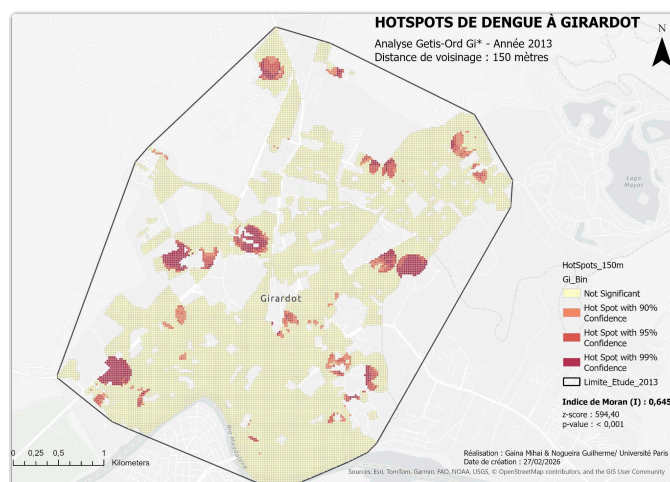 HOTSPOTS DE DENGUE À GIRARDOT
Analyse Getis-Ord Gi* - Année 2013
Distance de voisinage : 150 mètres
N
Lago
Girardot
Río Magdalena
HotSpots_150m
Gi_Bin
Not Significant
Hot Spot with 90%
Confidence
Hot Spot with 95%
Confidence
Hot Spot with 99%
Confidence
Limite_Etude_2013
Indice de Moran (I) : 0,645
z-score : 594,40
p-value : < 0,001
0 0,25 0,5 1
Kilometers
Réalisation : Gaina Mihai & Nogueira Guilherme/ Université Paris
Date de création : 27/02/2026
Sources: Esri, TomTom, Garmin, FAO, NOAA, USGS, © OpenStreetMap contributors, and the GIS User Community